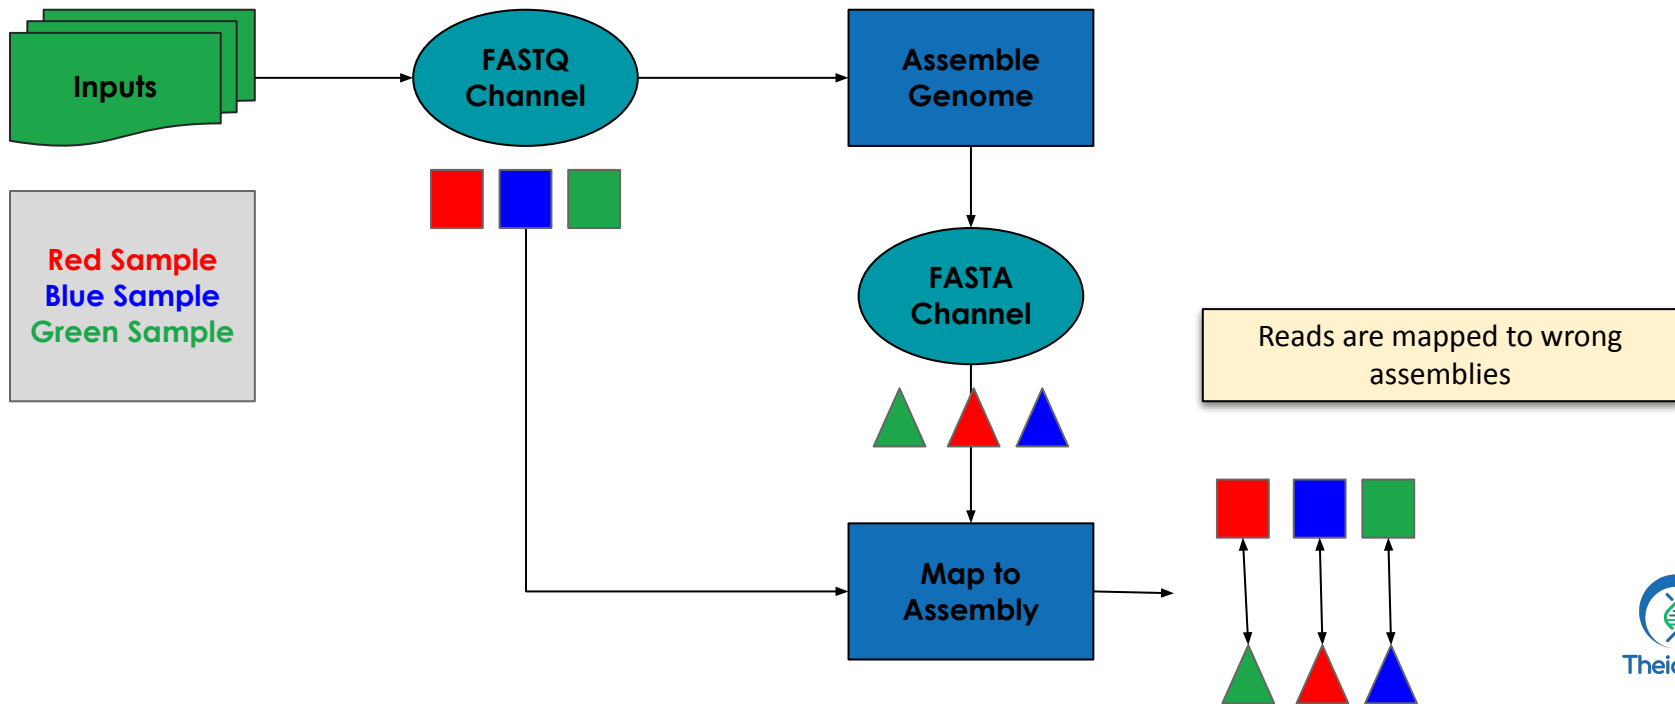 Inputs
FASTQ
Channel
Assemble
Genome
Red Sample
Blue Sample
Green Sample
FASTA
Channel
Reads are mapped to wrong
assemblies
Map to
Assembly